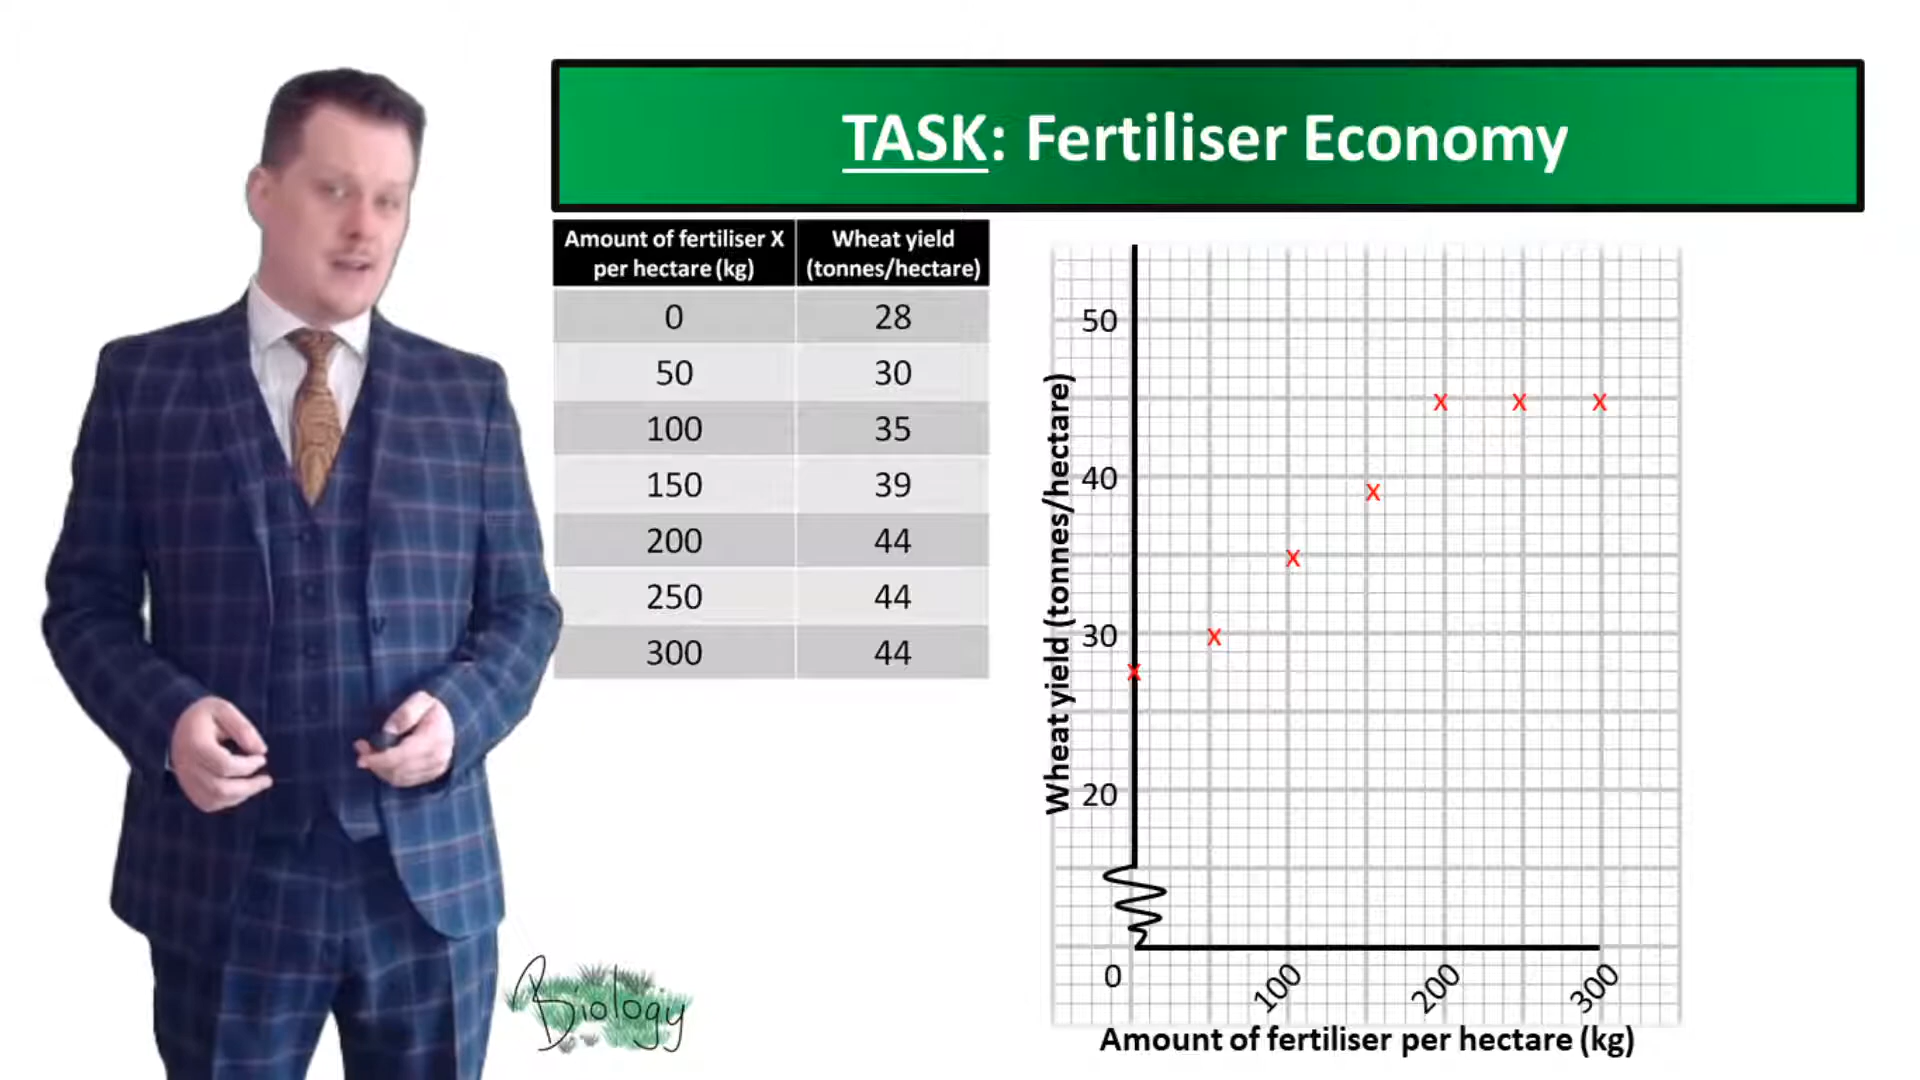 TASK: Fertiliser Economy
Amount of fertiliser X
per hectare (kg)
Wheat yield
(tonnes/hectare)
0 28
50 30
100 35
150 39
200 44
250 44
300 44
Wheat yield (tonnes/hectare)
50
40
30
20
0
100
200
300
Amount of fertiliser per hectare (kg)
Biology